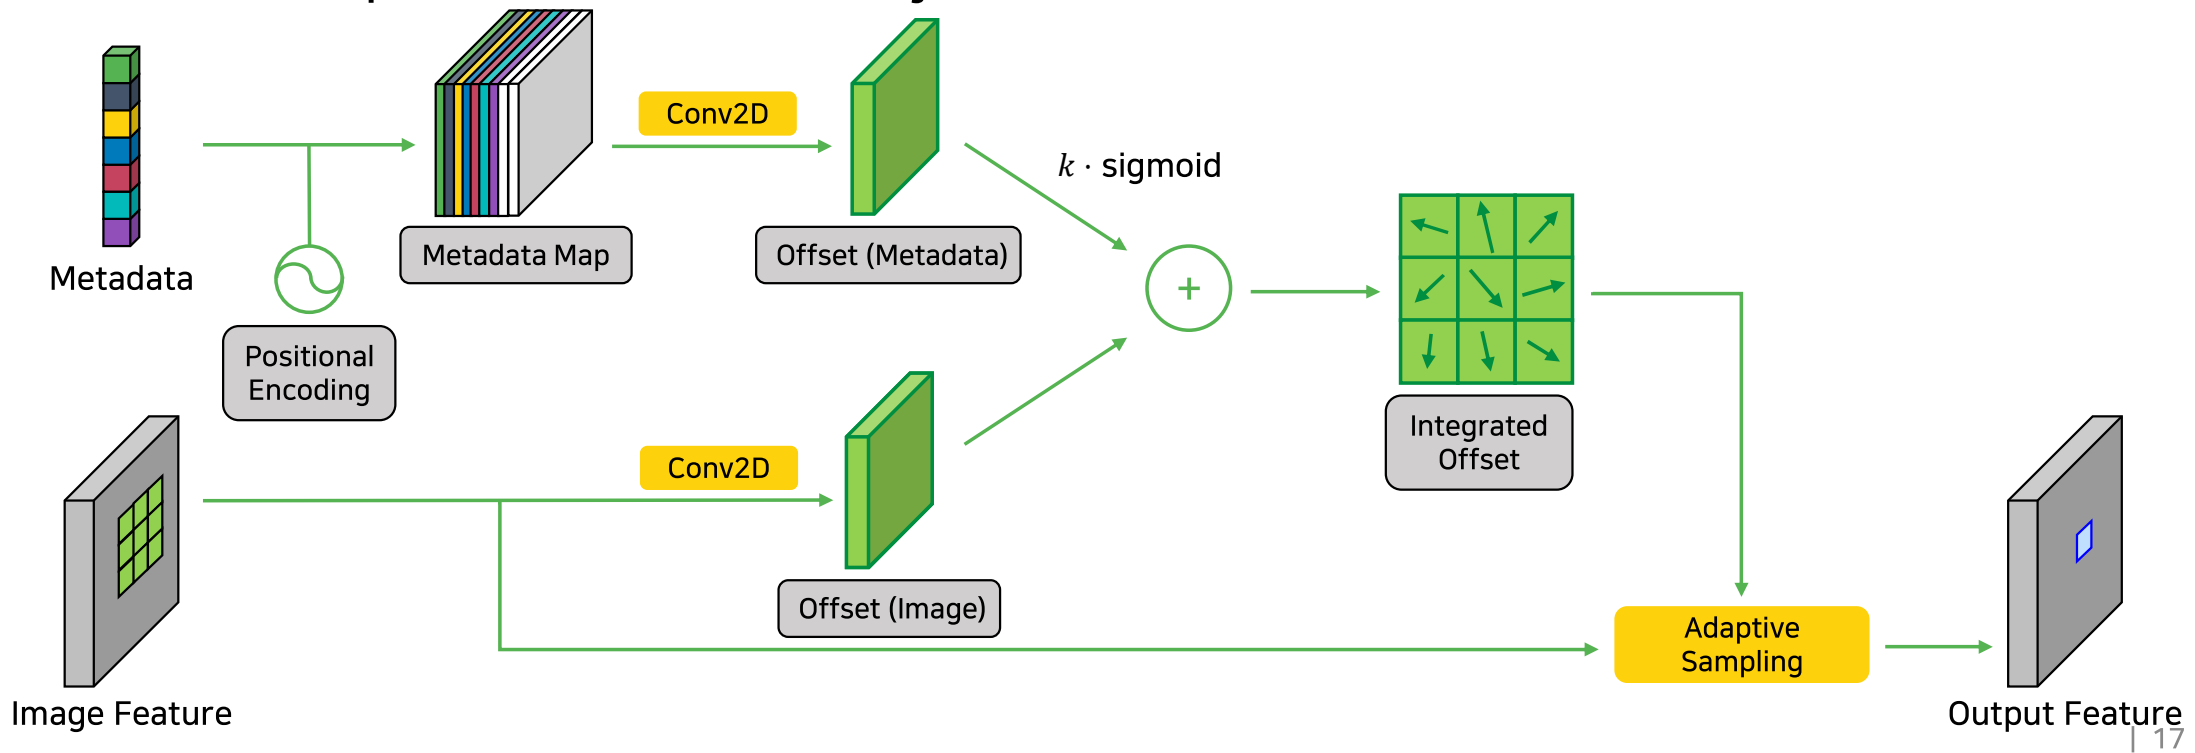 Metadata
Positional
Encoding
Metadata Map
Conv2D
Offset (Metadata)
k · sigmoid
+
Integrated
Offset
Image Feature
Conv2D
Offset (Image)
Adaptive
Sampling
Output Feature
| 17